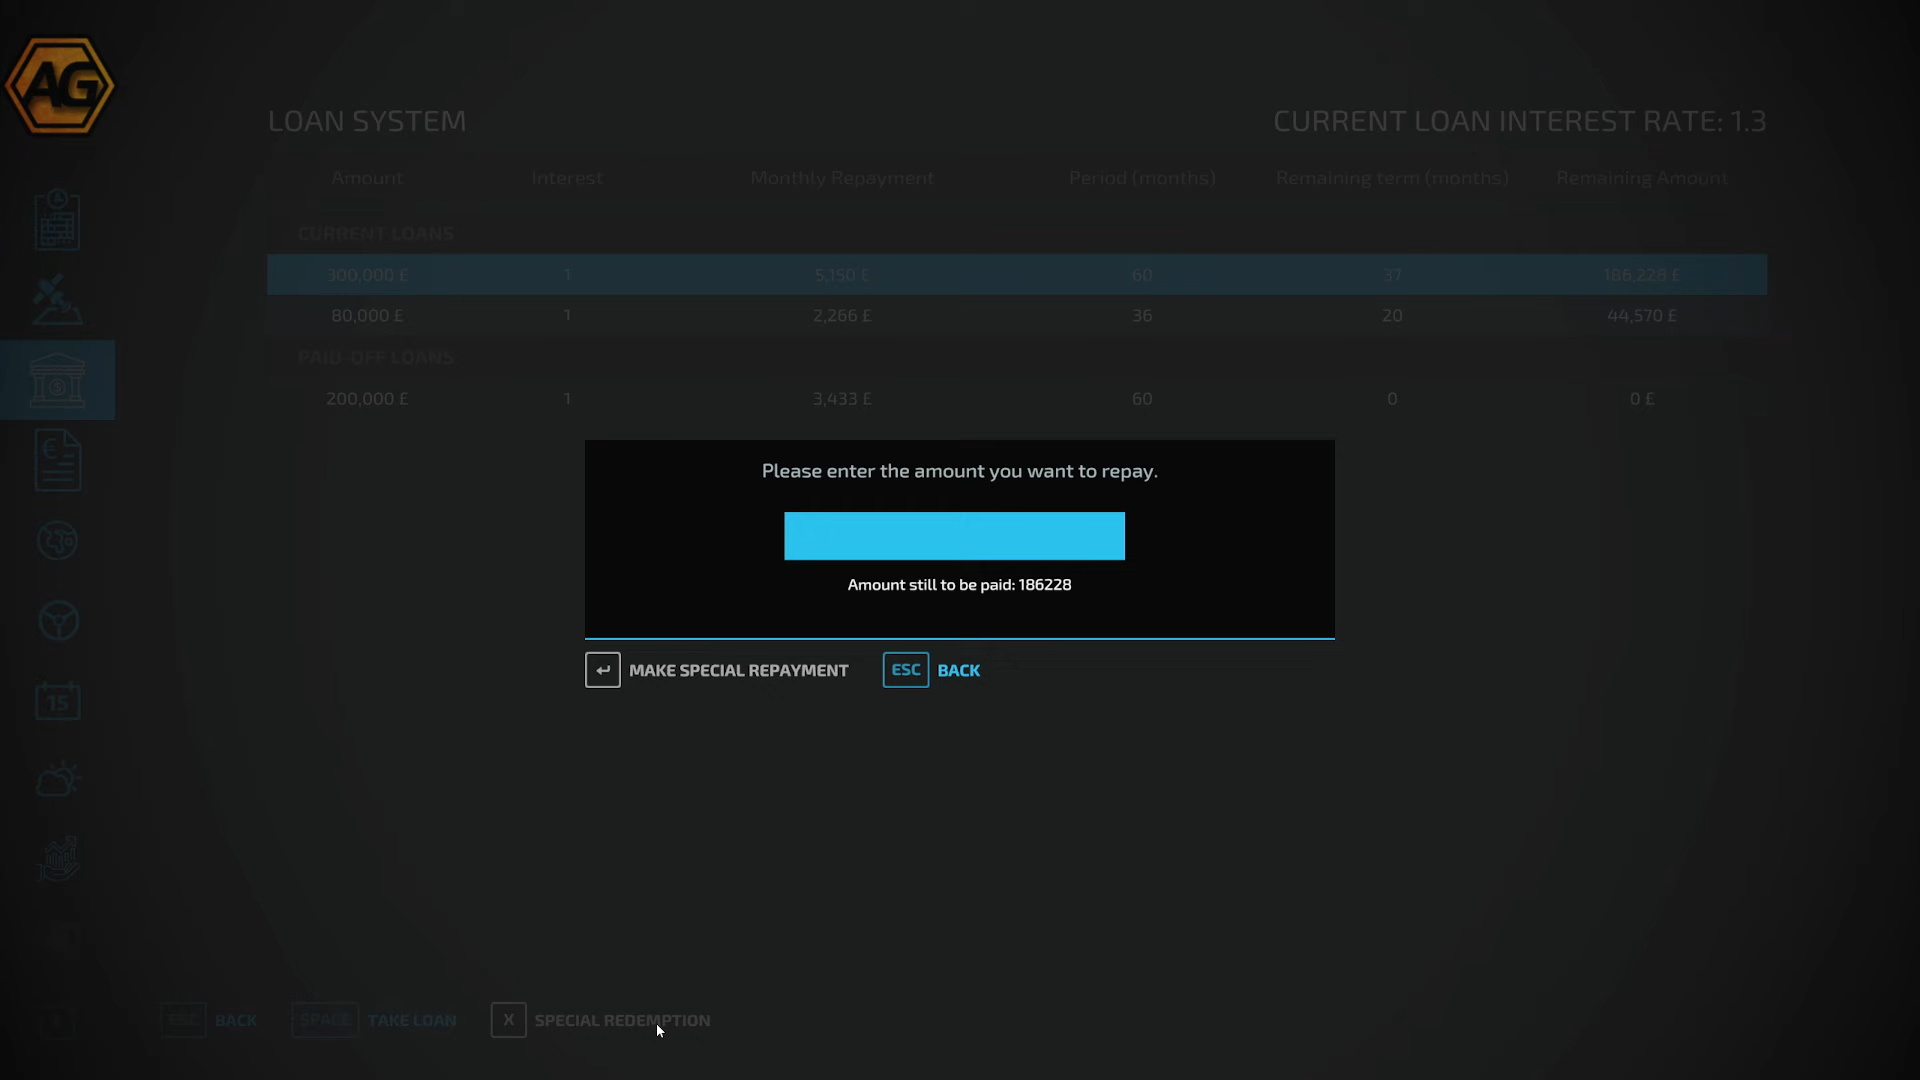 AG
LOAN SYSTEM
CURRENT LOAN INTEREST RATE: 1.3
Amount Interest Monthly Repayment Period (months) Remaining term (months) Remaining Amount
CURRENT LOANS
300,000 £ 1 5,150 £ 60 37 186,228 £
80,000 £ 1 2,266 £ 36 20 44,570 £
PAID-OFF LOANS
200,000 £ 1 3,433 £ 60 0 0 £
Please enter the amount you want to repay.
Amount still to be paid: 186228
MAKE SPECIAL REPAYMENT ESC BACK
15
ESC BACK SPACE TAKE LOAN X SPECIAL REDEMPTION